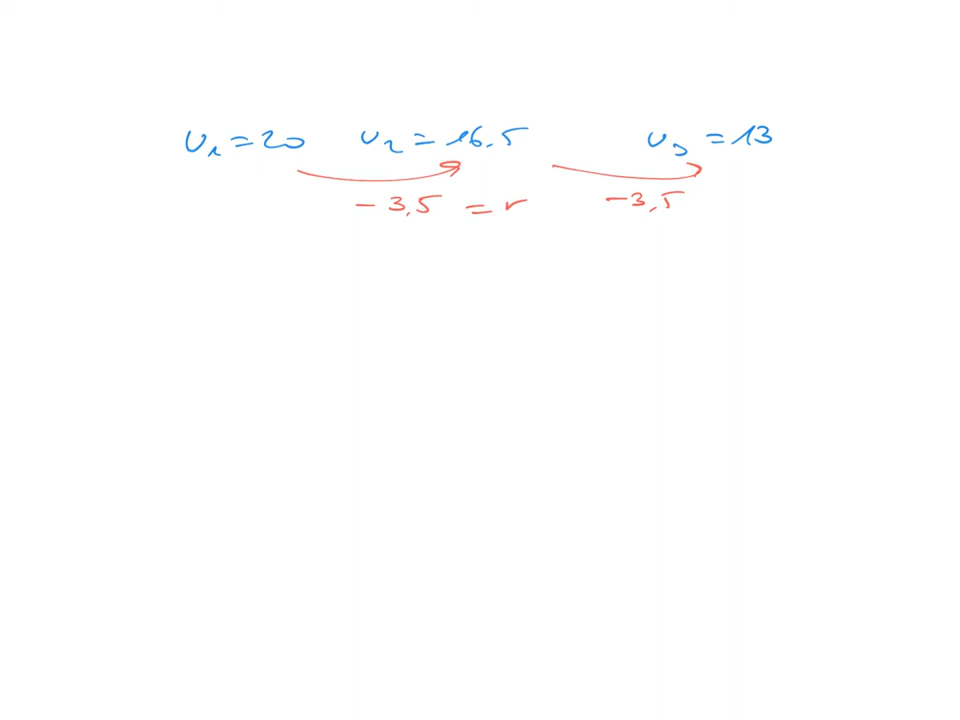 U₁ = 20 U₂ = 16.5 U₃ = 13
- 3.5 = r - 3.5